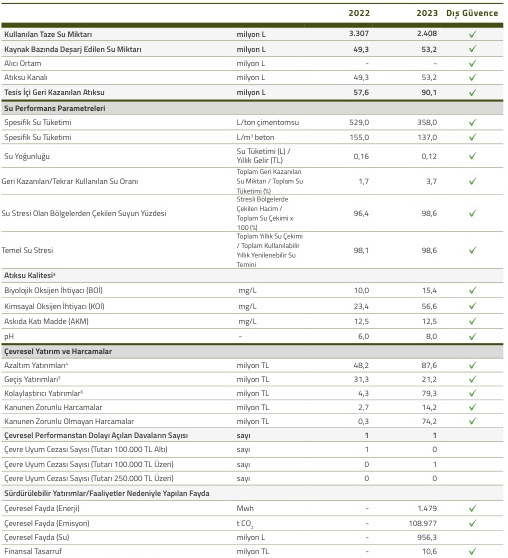 2022 2023 Dış Güvence
Kullanılan Taze Su Miktarı milyon L 3.307 2.408 ✓
Kaynak Bazında Deşarj Edilen Su Miktarı milyon L 49,3 53,2 ✓
Alıcı Ortam milyon L - - ✓
Atıksu Kanalı milyon L 49,3 53,2 ✓
Tesis İçi Geri Kazanılan Atıksu milyon L 57,6 90,1 ✓
Su Performans Parametreleri
Spesifik Su Tüketimi L/ton çimentomsu 529,0 358,0 ✓
Spesifik Su Tüketimi L/m³ beton 155,0 137,0 ✓
Su Yoğunluğu Su Tüketimi (L) /
Yıllık Gelir (TL) 0,16 0,12 ✓
Geri Kazanılan/Tekrar Kullanılan Su Oranı Toplam Geri Kazanılan
Su Miktarı / Toplam Su
Tüketimi (%) 1,7 3,7 ✓
Su Stresi Olan Bölgelerden Çekilen Suyun Yüzdesi Stresli Bölgelerde
Çekilen Hacim /
Toplam Su Çekimi x
100 (%) 96,4 98,6 ✓
Temel Su Stresi Toplam Yıllık Su Çekimi
/ Toplam Kullanılabilir
Yıllık Yenilenebilir Su
Temini 98,1 98,6 ✓
Atıksu Kalitesi³
Biyolojik Oksijen İhtiyacı (BOİ) mg/L 10,0 15,4 ✓
Kimsayal Oksijen İhtiyacı (KOİ) mg/L 23,4 56,6 ✓
Askıda Katı Madde (AKM) mg/L 12,5 12,5 ✓
pH - 6,0 8,0 ✓
Çevresel Yatırım ve Harcamalar
Azaltım Yatırımları⁴ milyon TL 48,2 87,6 ✓
Geçiş Yatırımları⁵ milyon TL 31,3 21,2 ✓
Kolaylaştırıcı Yatırımlar⁶ milyon TL 4,3 79,3 ✓
Kanunen Zorunlu Harcamalar milyon TL 2,7 14,2 ✓
Kanunen Zorunlu Olmayan Harcamalar milyon TL 0,3 74,2 ✓
Çevresel Performanstan Dolayı Açılan Davaların Sayısı sayı 1 1
Çevre Uyum Cezası Sayısı (Tutarı 100.000 TL Altı) sayı 1 0
Çevre Uyum Cezası Sayısı (Tutarı 100.000 TL Üzeri) sayı 0 1
Çevre Uyum Cezası Sayısı (Tutarı 250.000 TL Üzeri) sayı 0 0
Sürdürülebilir Yatırımlar/Faaliyetler Nedeniyle Yapılan Fayda
Çevresel Fayda (Enerji) Mwh - 1.479 ✓
Çevresel Fayda (Emisyon) t CO₂ - 108.977 ✓
Çevresel Fayda (Su) milyon L - 956,3
Finansal Tasarruf milyon TL - 10,6 ✓